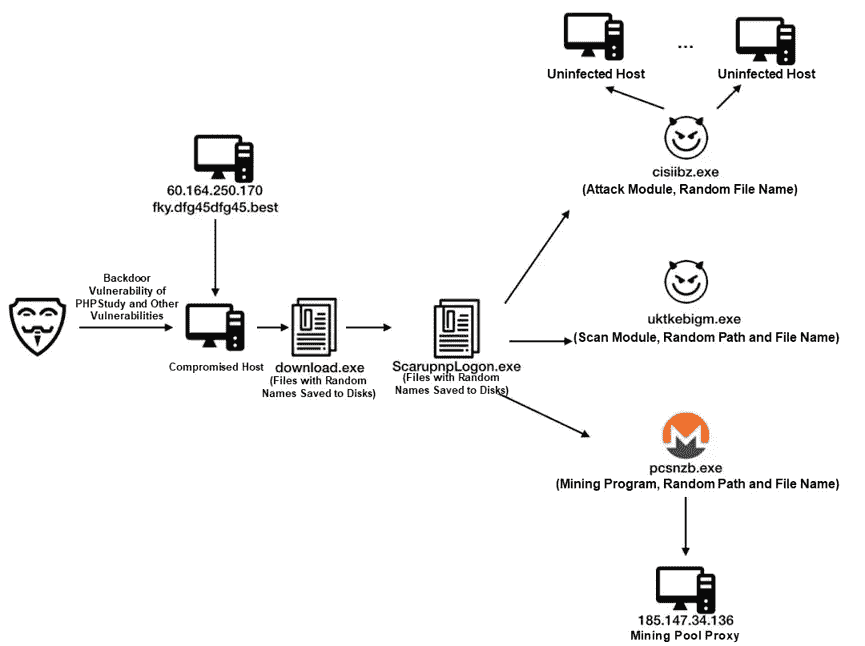 Uninfected Host
...
Uninfected Host
cisiibz.exe
(Attack Module, Random File Name)
60.164.250.170
fky.dfg45dfg45.best
Backdoor
Vulnerability of
PHPStudy and Other
Vulnerabilities
Compromised Host
download.exe
(Files with Random
Names Saved to Disks)
ScarupnpLogon.exe
(Files with Random
Names Saved to Disks)
uktkebigm.exe
(Scan Module, Random Path and File Name)
pcsnzb.exe
(Mining Program, Random Path and File Name)
185.147.34.136
Mining Pool Proxy